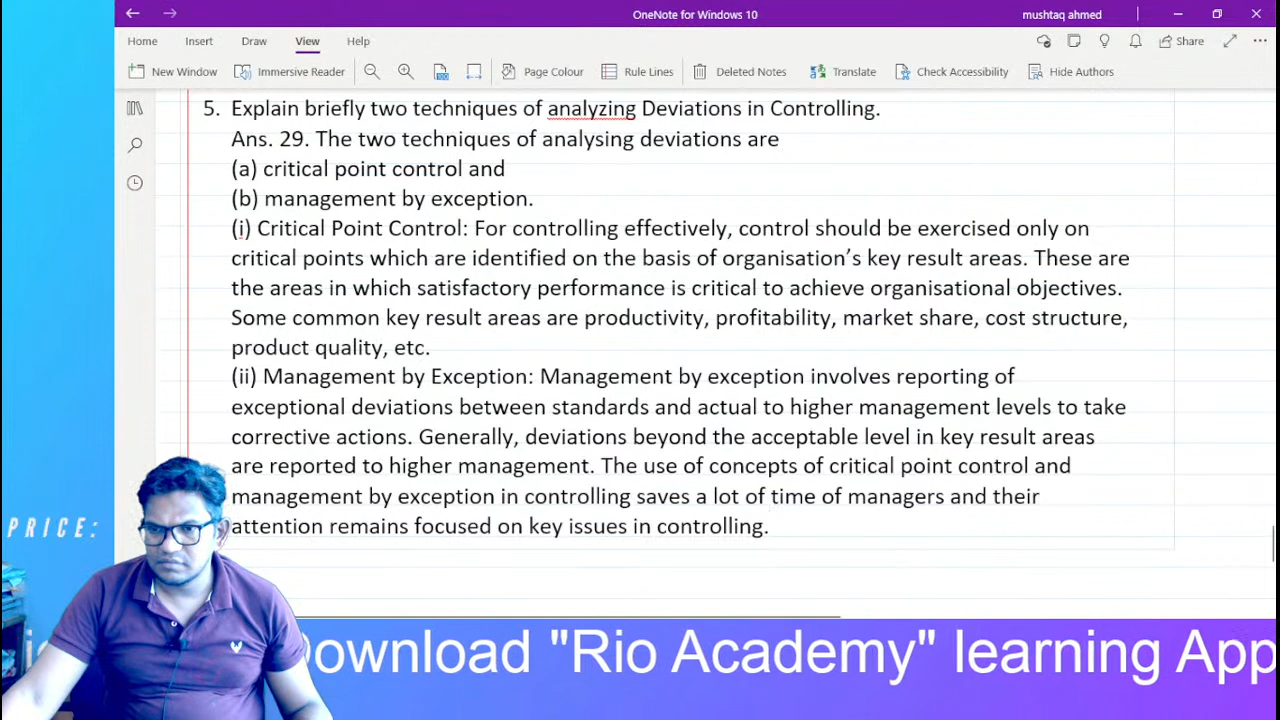 OneNote for Windows 10
mushtaq ahmed
Home Insert Draw View Help
Share
New Window Immersive Reader Page Colour Rule Lines Deleted Notes Translate Check Accessibility Hide Authors
5. Explain briefly two techniques of analyzing Deviations in Controlling.
Ans. 29. The two techniques of analysing deviations are
(a) critical point control and
(b) management by exception.
(i) Critical Point Control: For controlling effectively, control should be exercised only on
critical points which are identified on the basis of organisation's key result areas. These are
the areas in which satisfactory performance is critical to achieve organisational objectives.
Some common key result areas are productivity, profitability, market share, cost structure,
product quality, etc.
(ii) Management by Exception: Management by exception involves reporting of
exceptional deviations between standards and actual to higher management levels to take
corrective actions. Generally, deviations beyond the acceptable level in key result areas
are reported to higher management. The use of concepts of critical point control and
management by exception in controlling saves a lot of time of managers and their
attention remains focused on key issues in controlling.
PRICE:
Download "Rio Academy" learning App